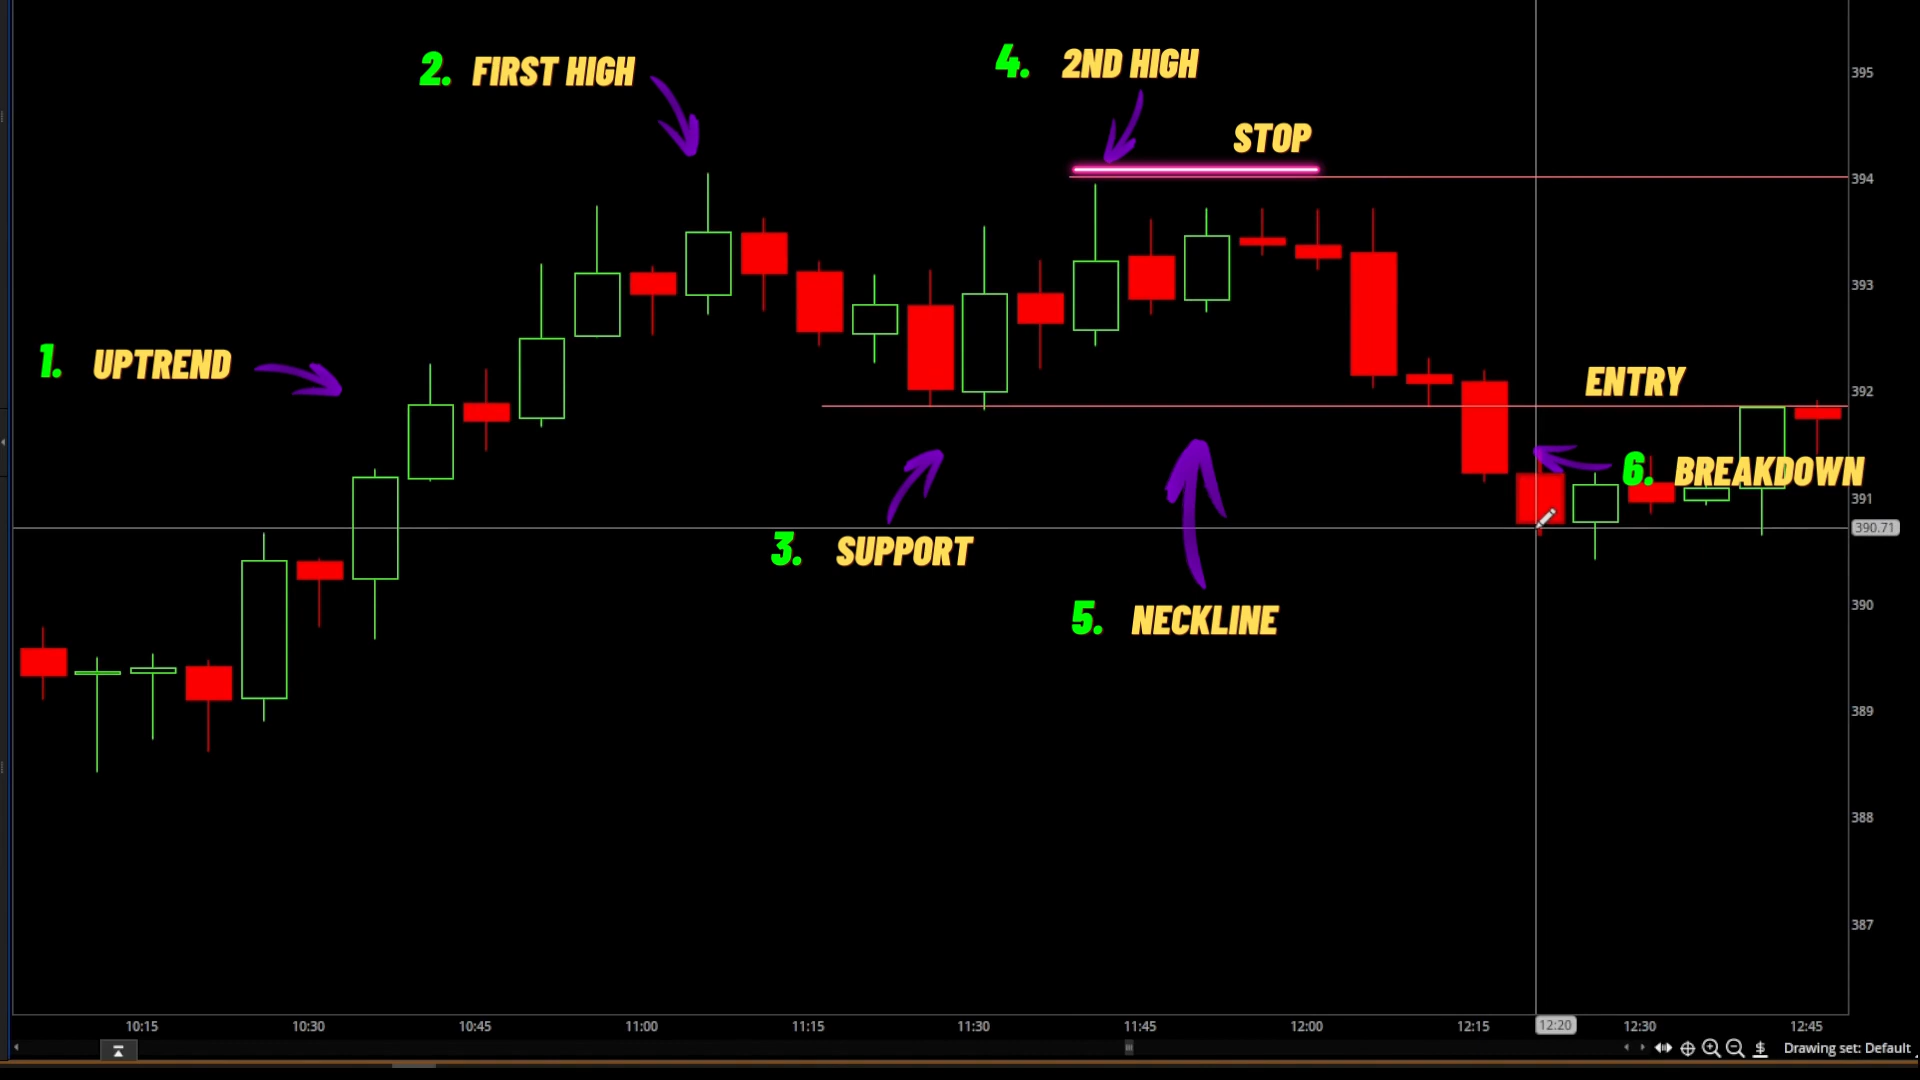 2. FIRST HIGH
4. 2ND HIGH
STOP
1. UPTREND
ENTRY
6. BREAKDOWN
3. SUPPORT
5. NECKLINE
395
394
393
392
391
390.71
390
389
388
387
10:15 10:30 10:45 11:00 11:15 11:30 11:45 12:00 12:15 12:20 12:30 12:45
$ Drawing set: Default